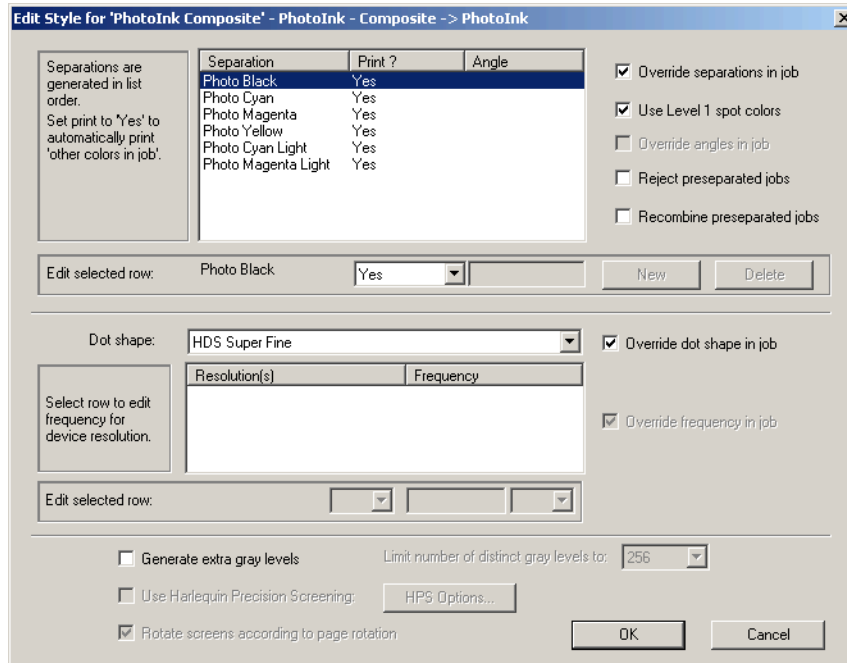 Edit Style for 'PhotoInk Composite' - PhotoInk - Composite -> PhotoInk
Separations are
generated in list
order.
Set print to 'Yes' to
automatically print
'other colors in job'.
Separation Print ? Angle
Photo Black Yes
Photo Cyan Yes
Photo Magenta Yes
Photo Yellow Yes
Photo Cyan Light Yes
Photo Magenta Light Yes
Override separations in job
Use Level 1 spot colors
Override angles in job
Reject preseparated jobs
Recombine preseparated jobs
Edit selected row: Photo Black Yes New Delete
Dot shape: HDS Super Fine Override dot shape in job
Resolution(s) Frequency
Select row to edit
frequency for
device resolution.
Override frequency in job
Edit selected row:
Generate extra gray levels Limit number of distinct gray levels to: 256
Use Harlequin Precision Screening: HPS Options...
Rotate screens according to page rotation OK Cancel